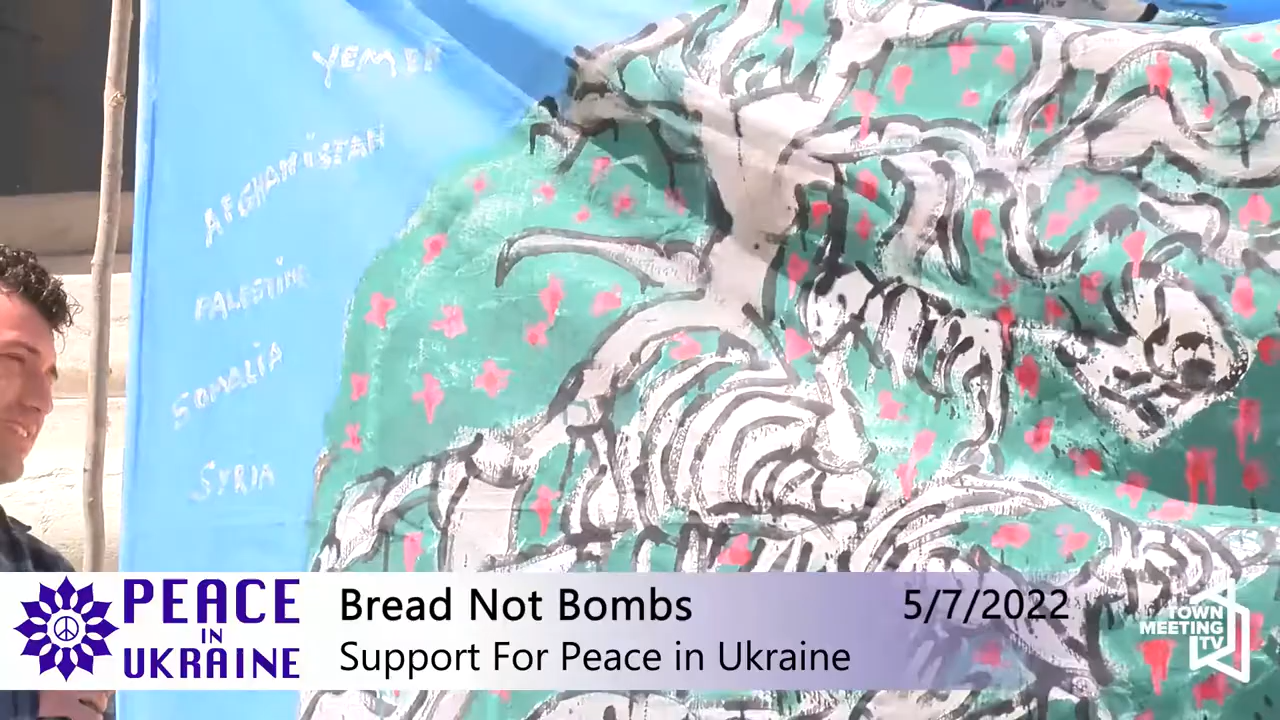 YEMEN
AFGHANISTAN
PALESTINE
SOMALIA
SYRIA
PEACE
IN
UKRAINE
Bread Not Bombs
5/7/2022
Support For Peace in Ukraine
TOWN
MEETING
TV